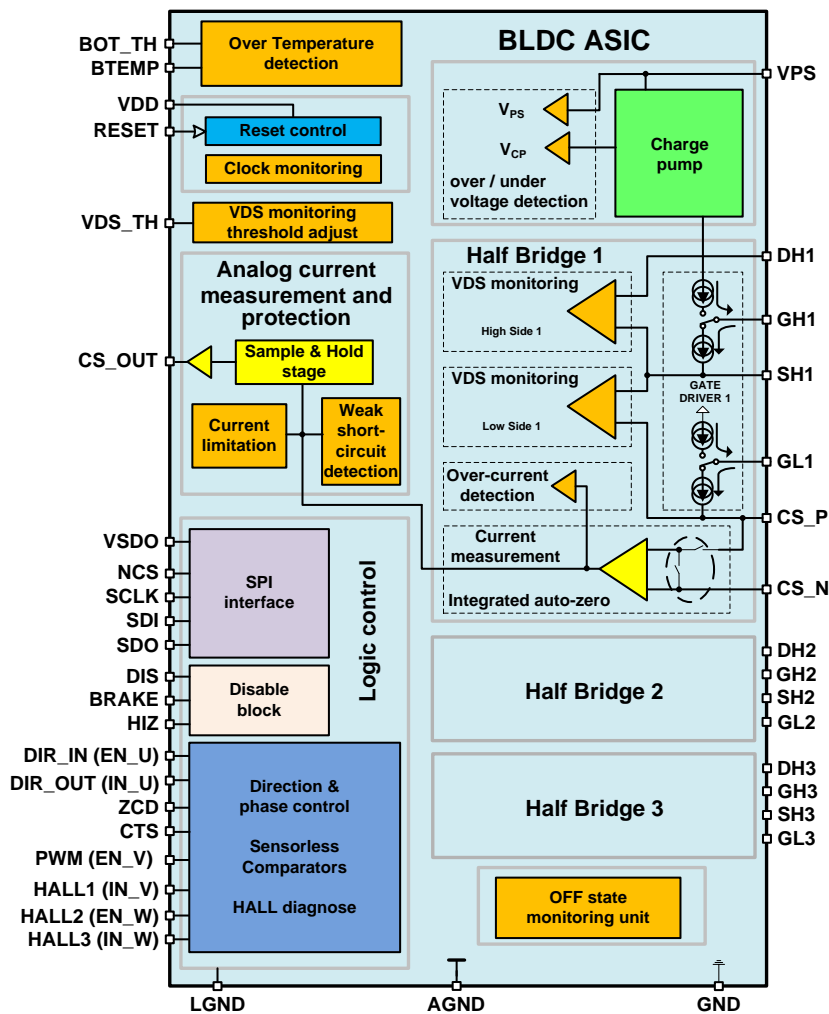 BLDC ASIC
BOT_TH
BTEMP
Over Temperature
detection
VDD
RESET
Reset control
Clock monitoring
VDS_TH
VDS monitoring
threshold adjust
Analog current
measurement and
protection
CS_OUT
Sample & Hold
stage
Current
limitation
Weak
short-
circuit
detection
VSDO
NCS
SCLK
SDI
SDO
SPI
interface
DIS
BRAKE
HIZ
Disable
block
Logic control
DIR_IN (EN_U)
DIR_OUT (IN_U)
ZCD
CTS
PWM (EN_V)
HALL1 (IN_V)
HALL2 (EN_W)
HALL3 (IN_W)
Direction &
phase control
Sensorless
Comparators
HALL diagnose
VPS
VPS
VCP
over / under
voltage detection
Charge
pump
Half Bridge 1
VDS monitoring
High Side 1
VDS monitoring
Low Side 1
GATE
DRIVER 1
Over-current
detection
Current
measurement
Integrated auto-zero
DH1
GH1
SH1
GL1
CS_P
CS_N
Half Bridge 2
DH2
GH2
SH2
GL2
Half Bridge 3
DH3
GH3
SH3
GL3
OFF state
monitoring unit
LGND
AGND
GND